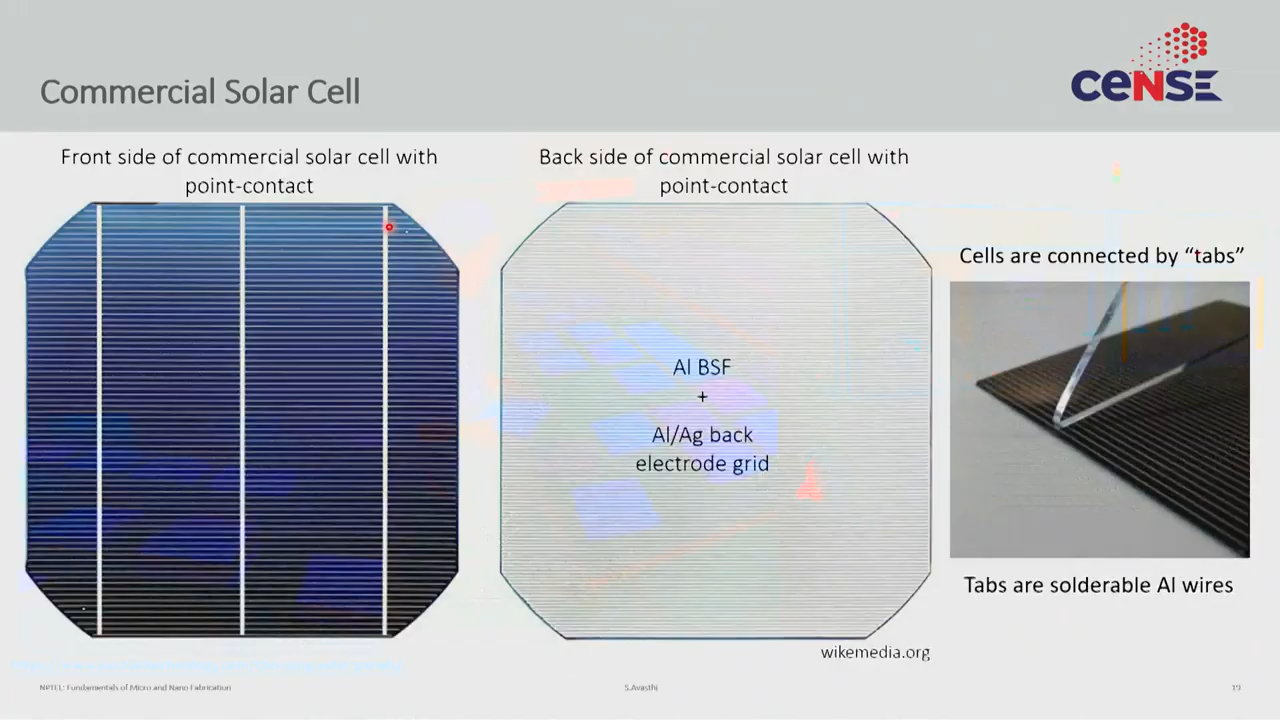 Commercial Solar Cell
CeNSE
Front side of commercial solar cell with
point-contact
Back side of commercial solar cell with
point-contact
Al BSF
+
Al/Ag back
electrode grid
Cells are connected by “tabs”
Tabs are solderable Al wires
wikemedia.org
NPTEL: Fundamentals of Micro and Nano Fabrication
S.Avasthi